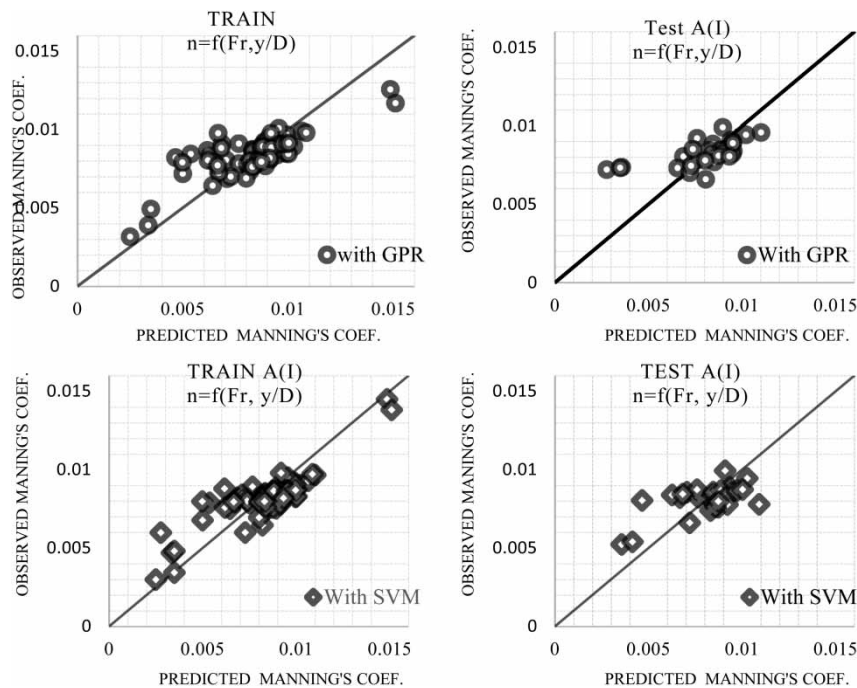 TRAIN
n=f(Fr,y/D)
0.015
0.01
0.005
0
OBSERVED MANING'S COEF.
with GPR
0 0.005 0.01 0.015
PREDICTED MANNING'S COEF.
Test A(I)
n=f(Fr,y/D)
0.015
0.01
0.005
0
OBSERVED MANING'S COEF.
With GPR
0 0.005 0.01 0.015
PREDICTED MANNING'S COEF.
TRAIN A(I)
n=f(Fr, y/D)
0.015
0.01
0.005
0
OBSERVED MANING'S COEF.
With SVM
0 0.005 0.01 0.015
PREDICTED MANNING'S COEF.
TEST A(I)
n=f(Fr, y/D)
0.015
0.01
0.005
0
OBSERVED MANING'S COEF.
With SVM
0 0.005 0.01 0.015
PREDICTED MANNING'S COEF.